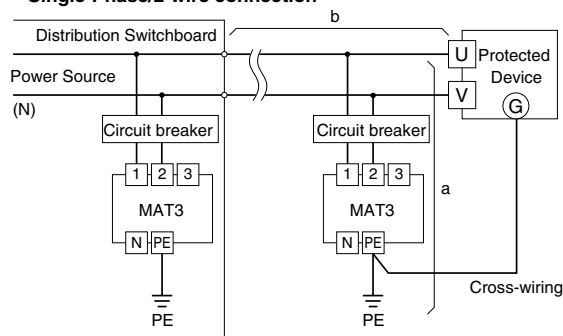 Single Phase/2-wire connection
b
Distribution Switchboard
U
Protected
Device
Power Source
V
G
(N)
Circuit breaker
Circuit breaker
a
1 2 3
1 2 3
MAT3
MAT3
N PE
N PE
Cross-wiring
PE
PE